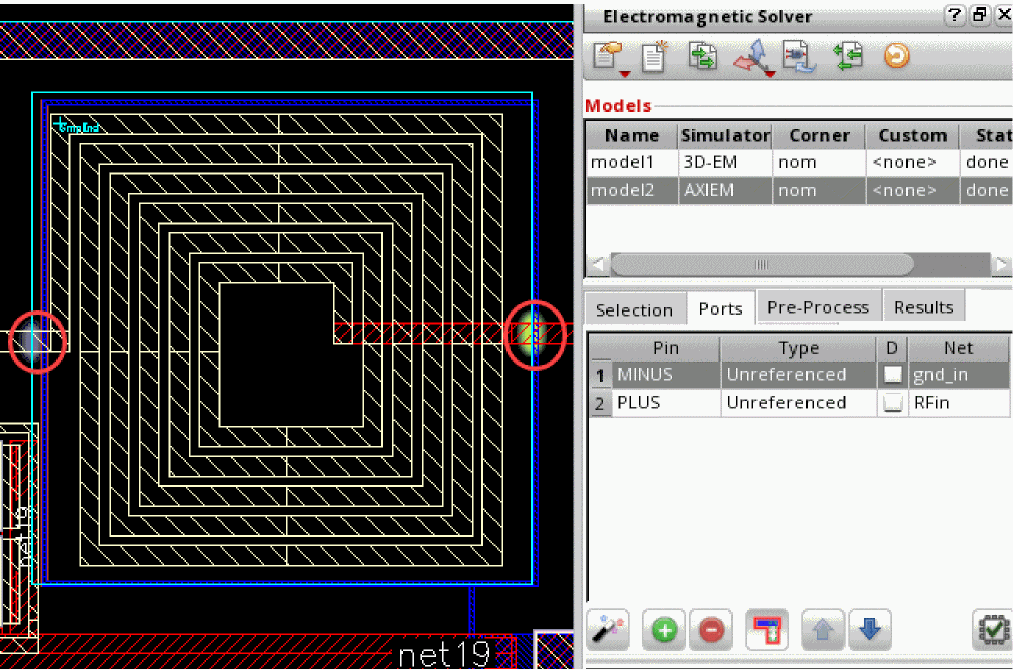 Electromagnetic Solver
Models
Name Simulator Corner Custom Stat
model1 3D-EM nom <none> done
model2 AXIEM nom <none> done
Selection Ports Pre-Process Results
Pin Type D Net
1 MINUS Unreferenced gnd_in
2 PLUS Unreferenced RFin
net19